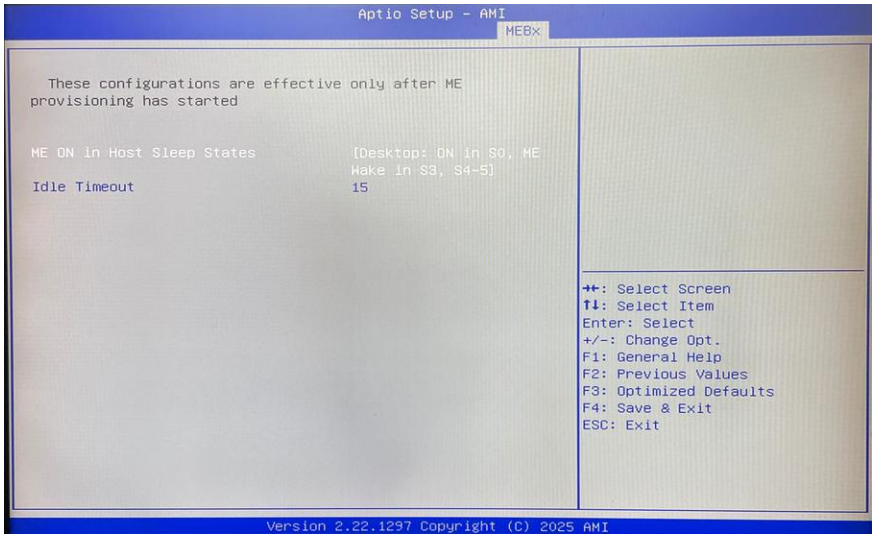 Aptio Setup – AMI
MEBx
These configurations are effective only after ME
provisioning has started
ME ON in Host Sleep States [Desktop: ON in S0, ME
Wake in S3, S4-5]
Idle Timeout 15
→←: Select Screen
↑↓: Select Item
Enter: Select
+/-: Change Opt.
F1: General Help
F2: Previous Values
F3: Optimized Defaults
F4: Save & Exit
ESC: Exit
Version 2.22.1297 Copyright (C) 2025 AMI